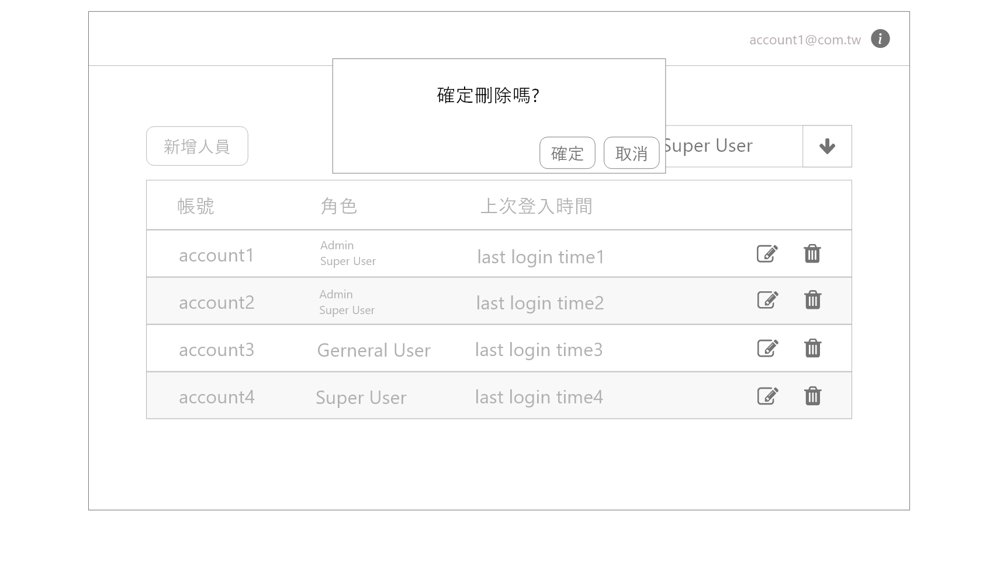 account1@com.tw
確定刪除嗎?
確定 取消
新增人員
Super User
帳號 角色 上次登入時間
account1 Admin Super User last login time1
account2 Admin Super User last login time2
account3 Gerneral User last login time3
account4 Super User last login time4